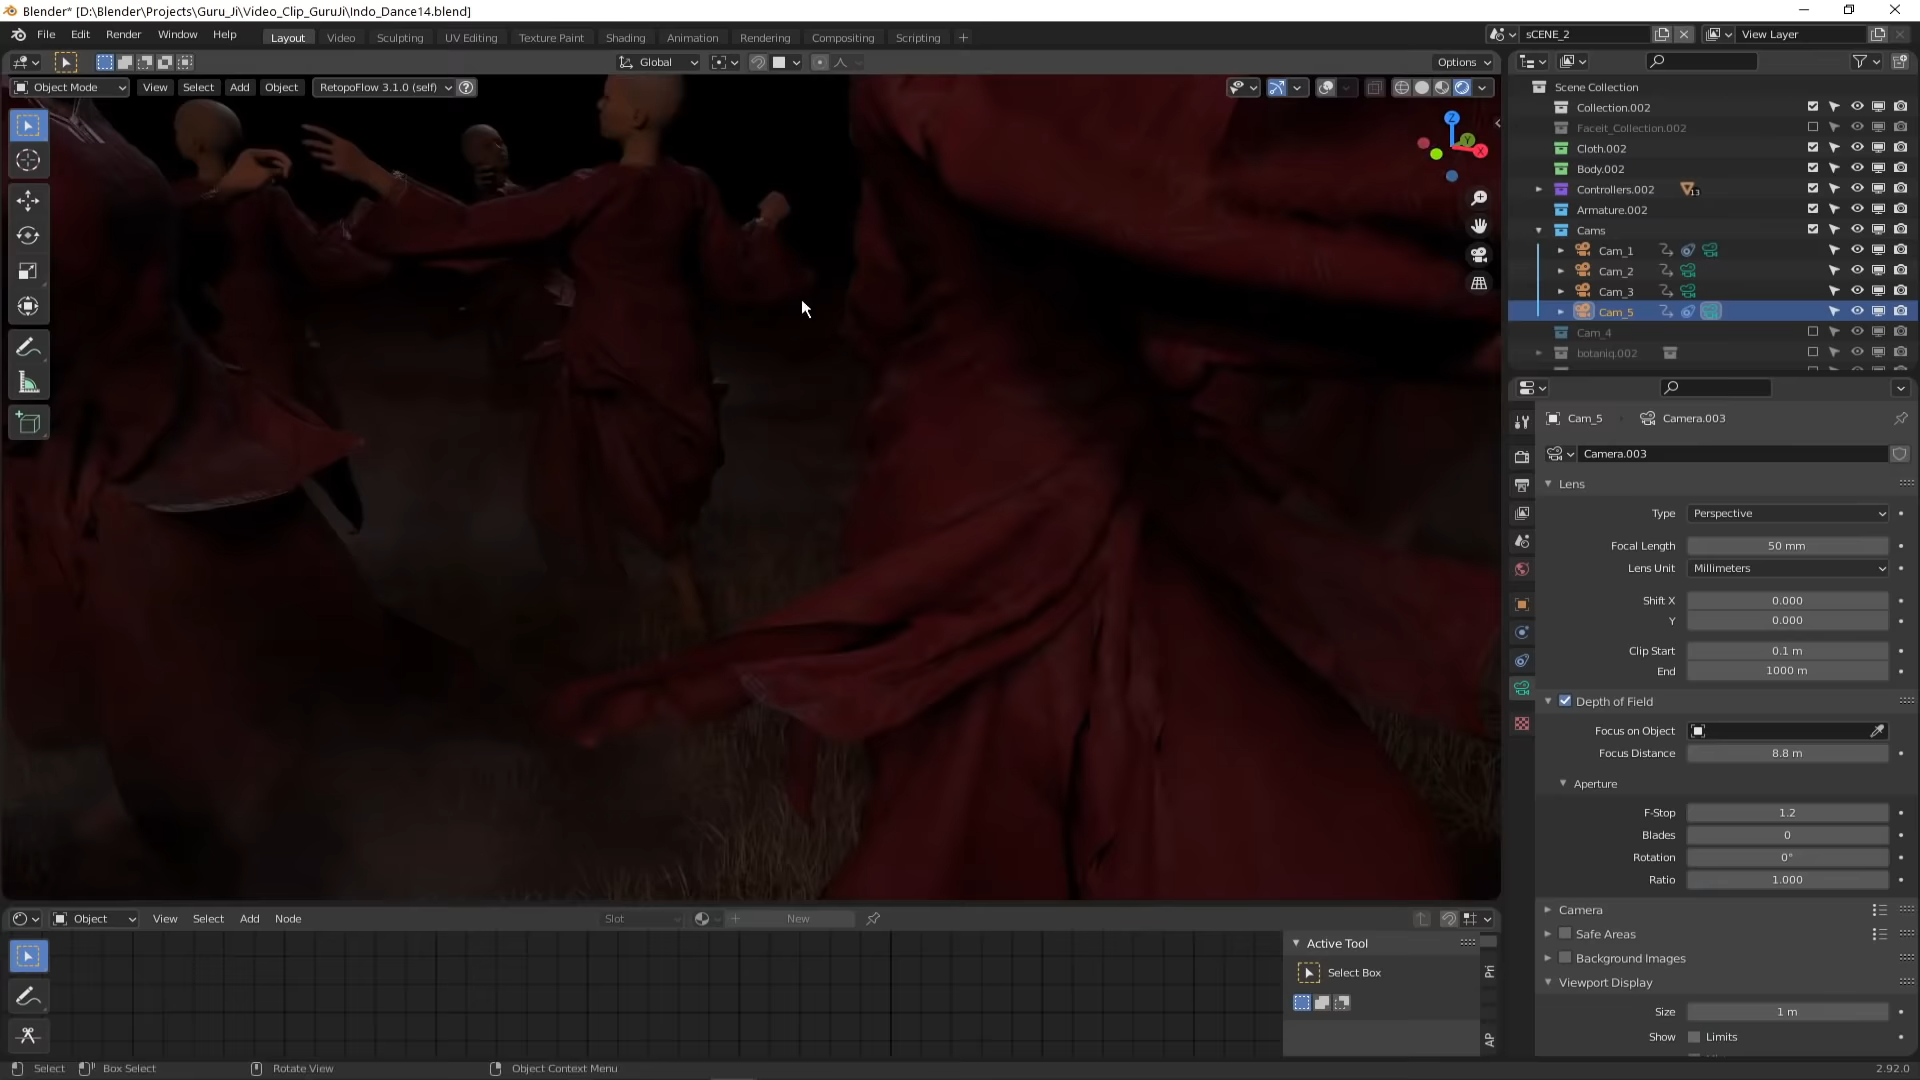 Blender* [D:\Blender\Projects\Guru_Ji\Video_Clip_GuruJi\Indo_Dance14.blend]
File Edit Render Window Help
Layout Video Sculpting UV Editing Texture Paint Shading Animation Rendering Compositing Scripting +
sCENE_2
View Layer
Global
Options
Object Mode View Select Add Object RetopoFlow 3.1.0 (self)
Z
Y
X
Scene Collection
Collection.002
Faceit_Collection.002
Cloth.002
Body.002
Controllers.002 13
Armature.002
Cams
Cam_1
Cam_2
Cam_3
Cam_5
Cam_4
botaniq.002
Cam_5 Camera.003
Camera.003
Lens
Type Perspective
Focal Length 50 mm
Lens Unit Millimeters
Shift X 0.000
Y 0.000
Clip Start 0.1 m
End 1000 m
Depth of Field
Focus on Object
Focus Distance 8.8 m
Aperture
F-Stop 1.2
Blades 0
Rotation 0°
Ratio 1.000
Camera
Safe Areas
Background Images
Viewport Display
Size 1 m
Show Limits
Object View Select Add Node
Slot
New
Active Tool
Select Box
Pri
AP
Select Box Select Rotate View Object Context Menu
2.92.0